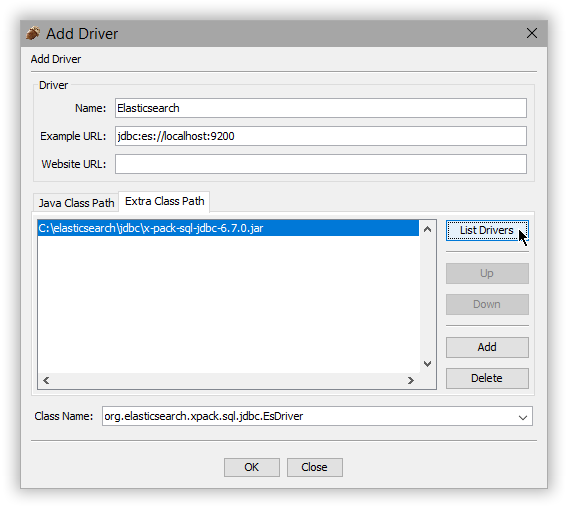 Add Driver
Add Driver
Driver
Name: Elasticsearch
Example URL: jdbc:es://localhost:9200
Website URL:
Java Class Path Extra Class Path
C:\elasticsearch\jdbc\x-pack-sql-jdbc-6.7.0.jar
List Drivers
Up
Down
Add
Delete
Class Name: org.elasticsearch.xpack.sql.jdbc.EsDriver
OK Close